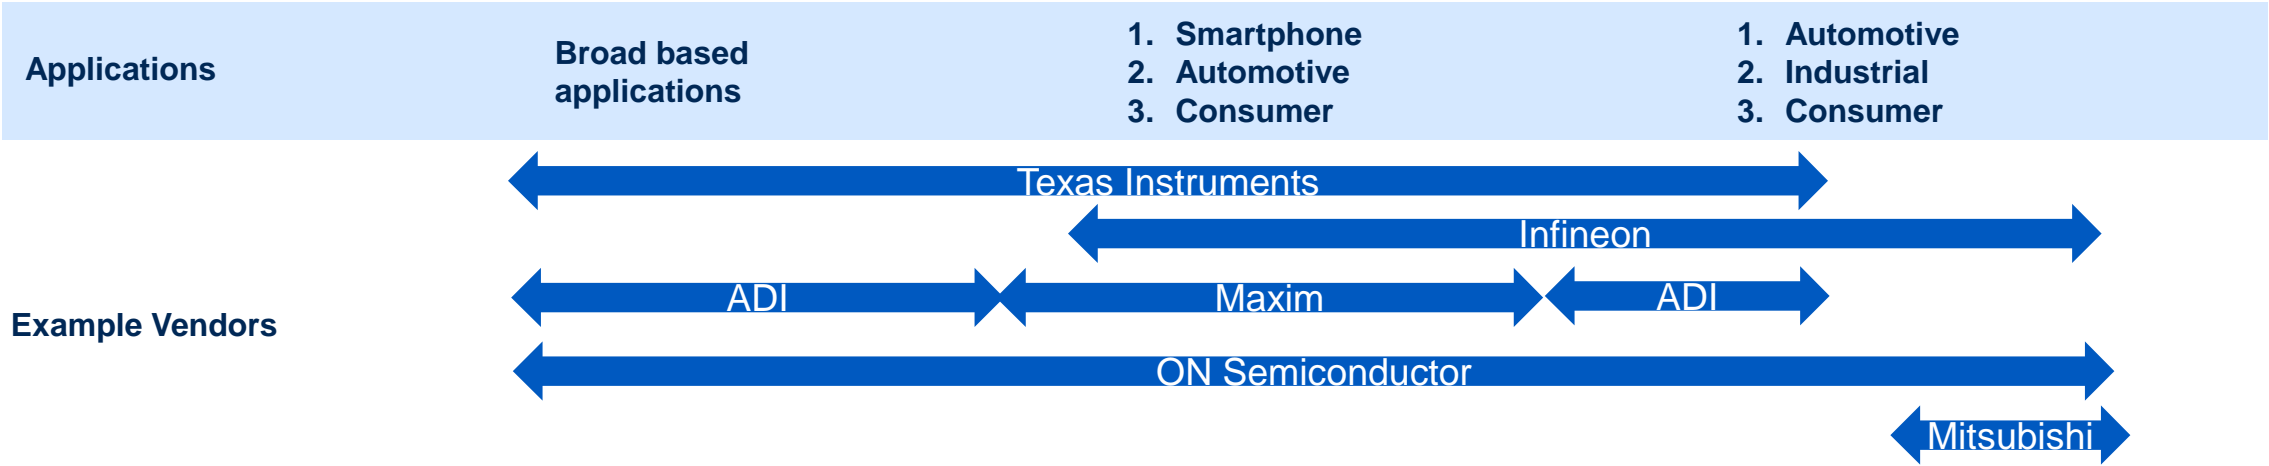 Applications
Broad based
applications
1. Smartphone
2. Automotive
3. Consumer
1. Automotive
2. Industrial
3. Consumer
Example Vendors
Texas Instruments
Infineon
ADI
Maxim
ADI
ON Semiconductor
Mitsubishi